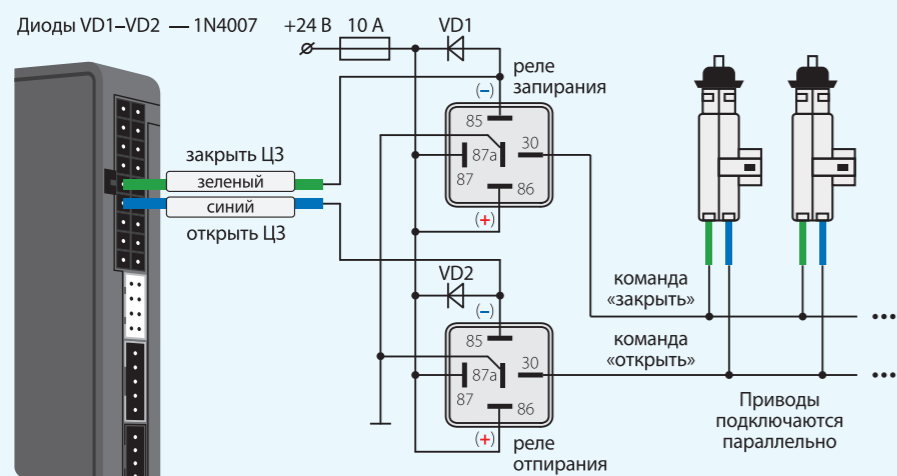 Диоды VD1–VD2 — 1N4007
+24 В
10 А
VD1
реле
запирания
(–)
85
30
87а
87
86
(+)
закрыть ЦЗ
зеленый
синий
открыть ЦЗ
VD2
(–)
85
30
87а
87
86
(+)
реле
отпирания
команда
«закрыть»
команда
«открыть»
Приводы
подключаются
параллельно